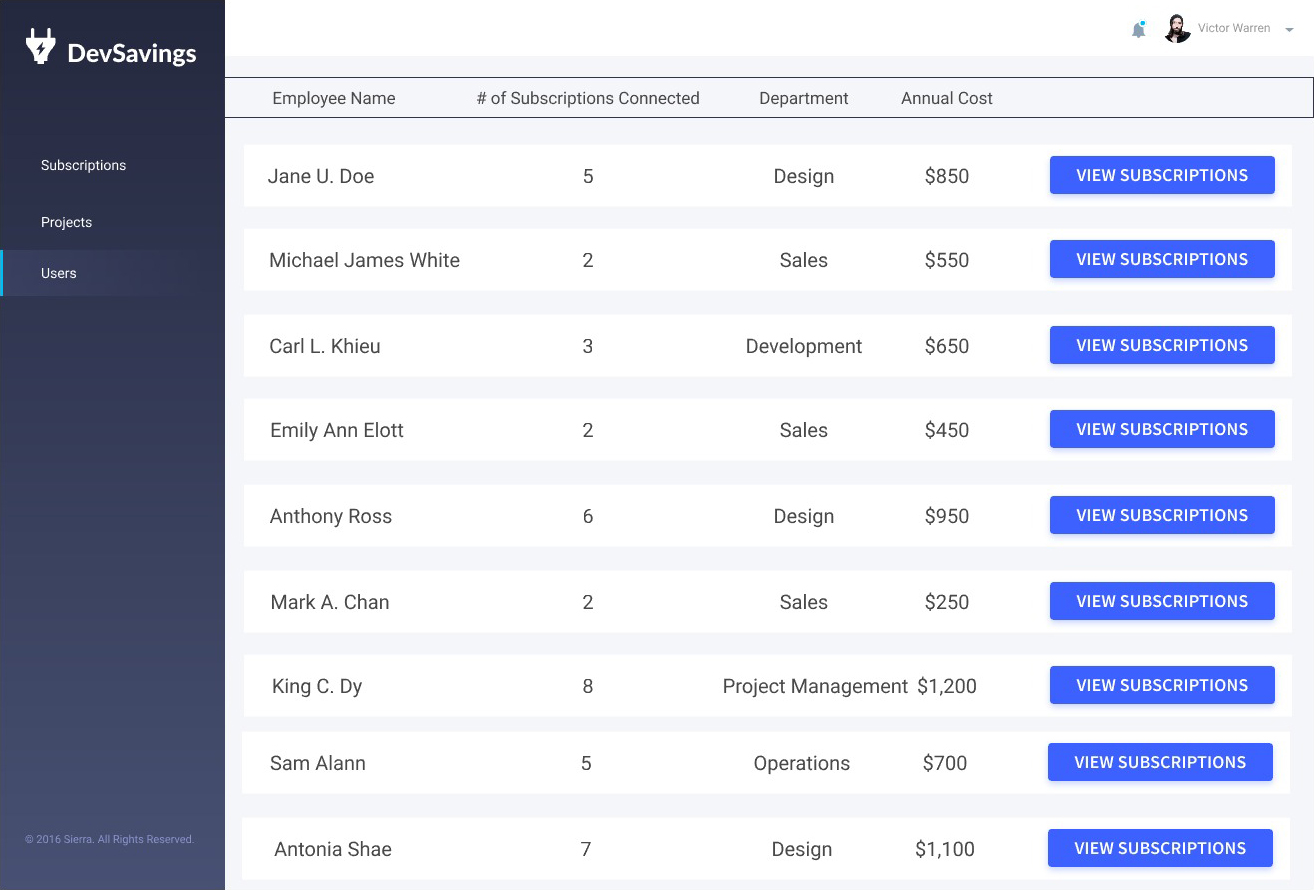 DevSavings
Victor Warren
Subscriptions
Projects
Users
© 2016 Sierra. All Rights Reserved.
Employee Name # of Subscriptions Connected Department Annual Cost
Jane U. Doe 5 Design $850 VIEW SUBSCRIPTIONS
Michael James White 2 Sales $550 VIEW SUBSCRIPTIONS
Carl L. Khieu 3 Development $650 VIEW SUBSCRIPTIONS
Emily Ann Elott 2 Sales $450 VIEW SUBSCRIPTIONS
Anthony Ross 6 Design $950 VIEW SUBSCRIPTIONS
Mark A. Chan 2 Sales $250 VIEW SUBSCRIPTIONS
King C. Dy 8 Project Management $1,200 VIEW SUBSCRIPTIONS
Sam Alann 5 Operations $700 VIEW SUBSCRIPTIONS
Antonia Shae 7 Design $1,100 VIEW SUBSCRIPTIONS